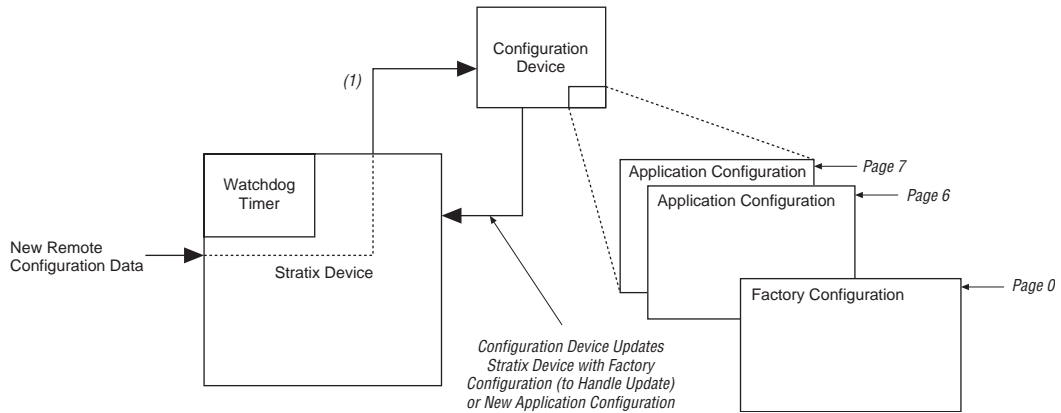 Configuration
Device
(1)
Application Configuration
Page 7
Application Configuration
Page 6
Watchdog
Timer
New Remote
Configuration Data
Stratix Device
Factory Configuration
Page 0
Configuration Device Updates
Stratix Device with Factory
Configuration (to Handle Update)
or New Application Configuration